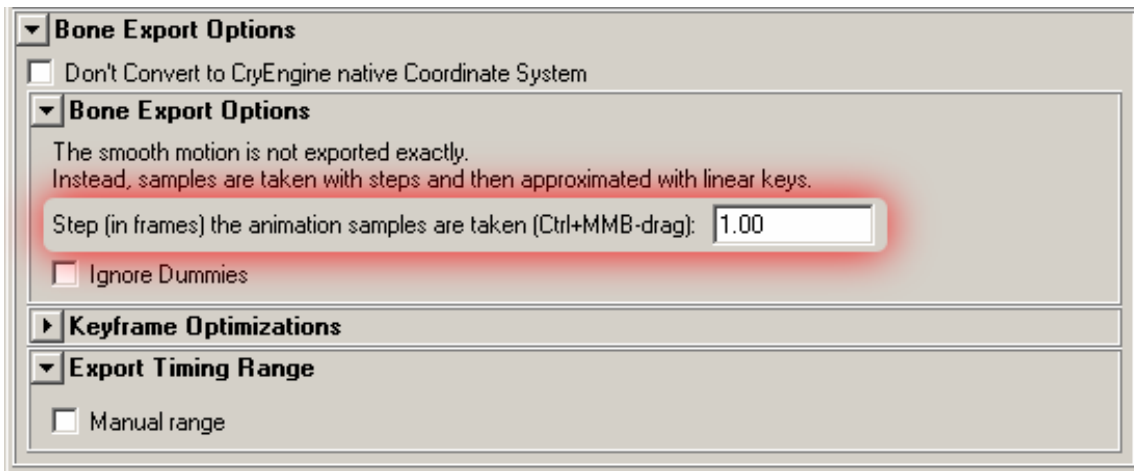 Bone Export Options
Don't Convert to CryEngine native Coordinate System
Bone Export Options
The smooth motion is not exported exactly.
Instead, samples are taken with steps and then approximated with linear keys.
Step (in frames) the animation samples are taken (Ctrl+MMB-drag): 1.00
Ignore Dummies
Keyframe Optimizations
Export Timing Range
Manual range